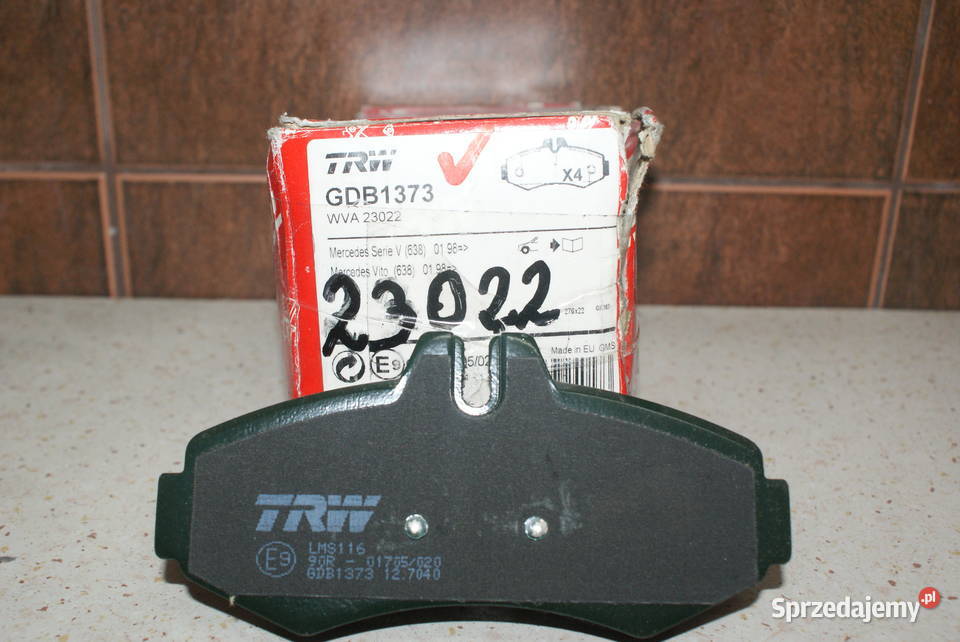 TRW
X4
GDB1373
WVA 23022
Mercedes Serie V (638) 01.98=>
Mercedes Vito (638) 01.98=>
23022
Made in EU GMS
E9
TRW
LMS116
E9
90R - 01705/020
GDB1373 12.7040
Sprzedajemy.pl